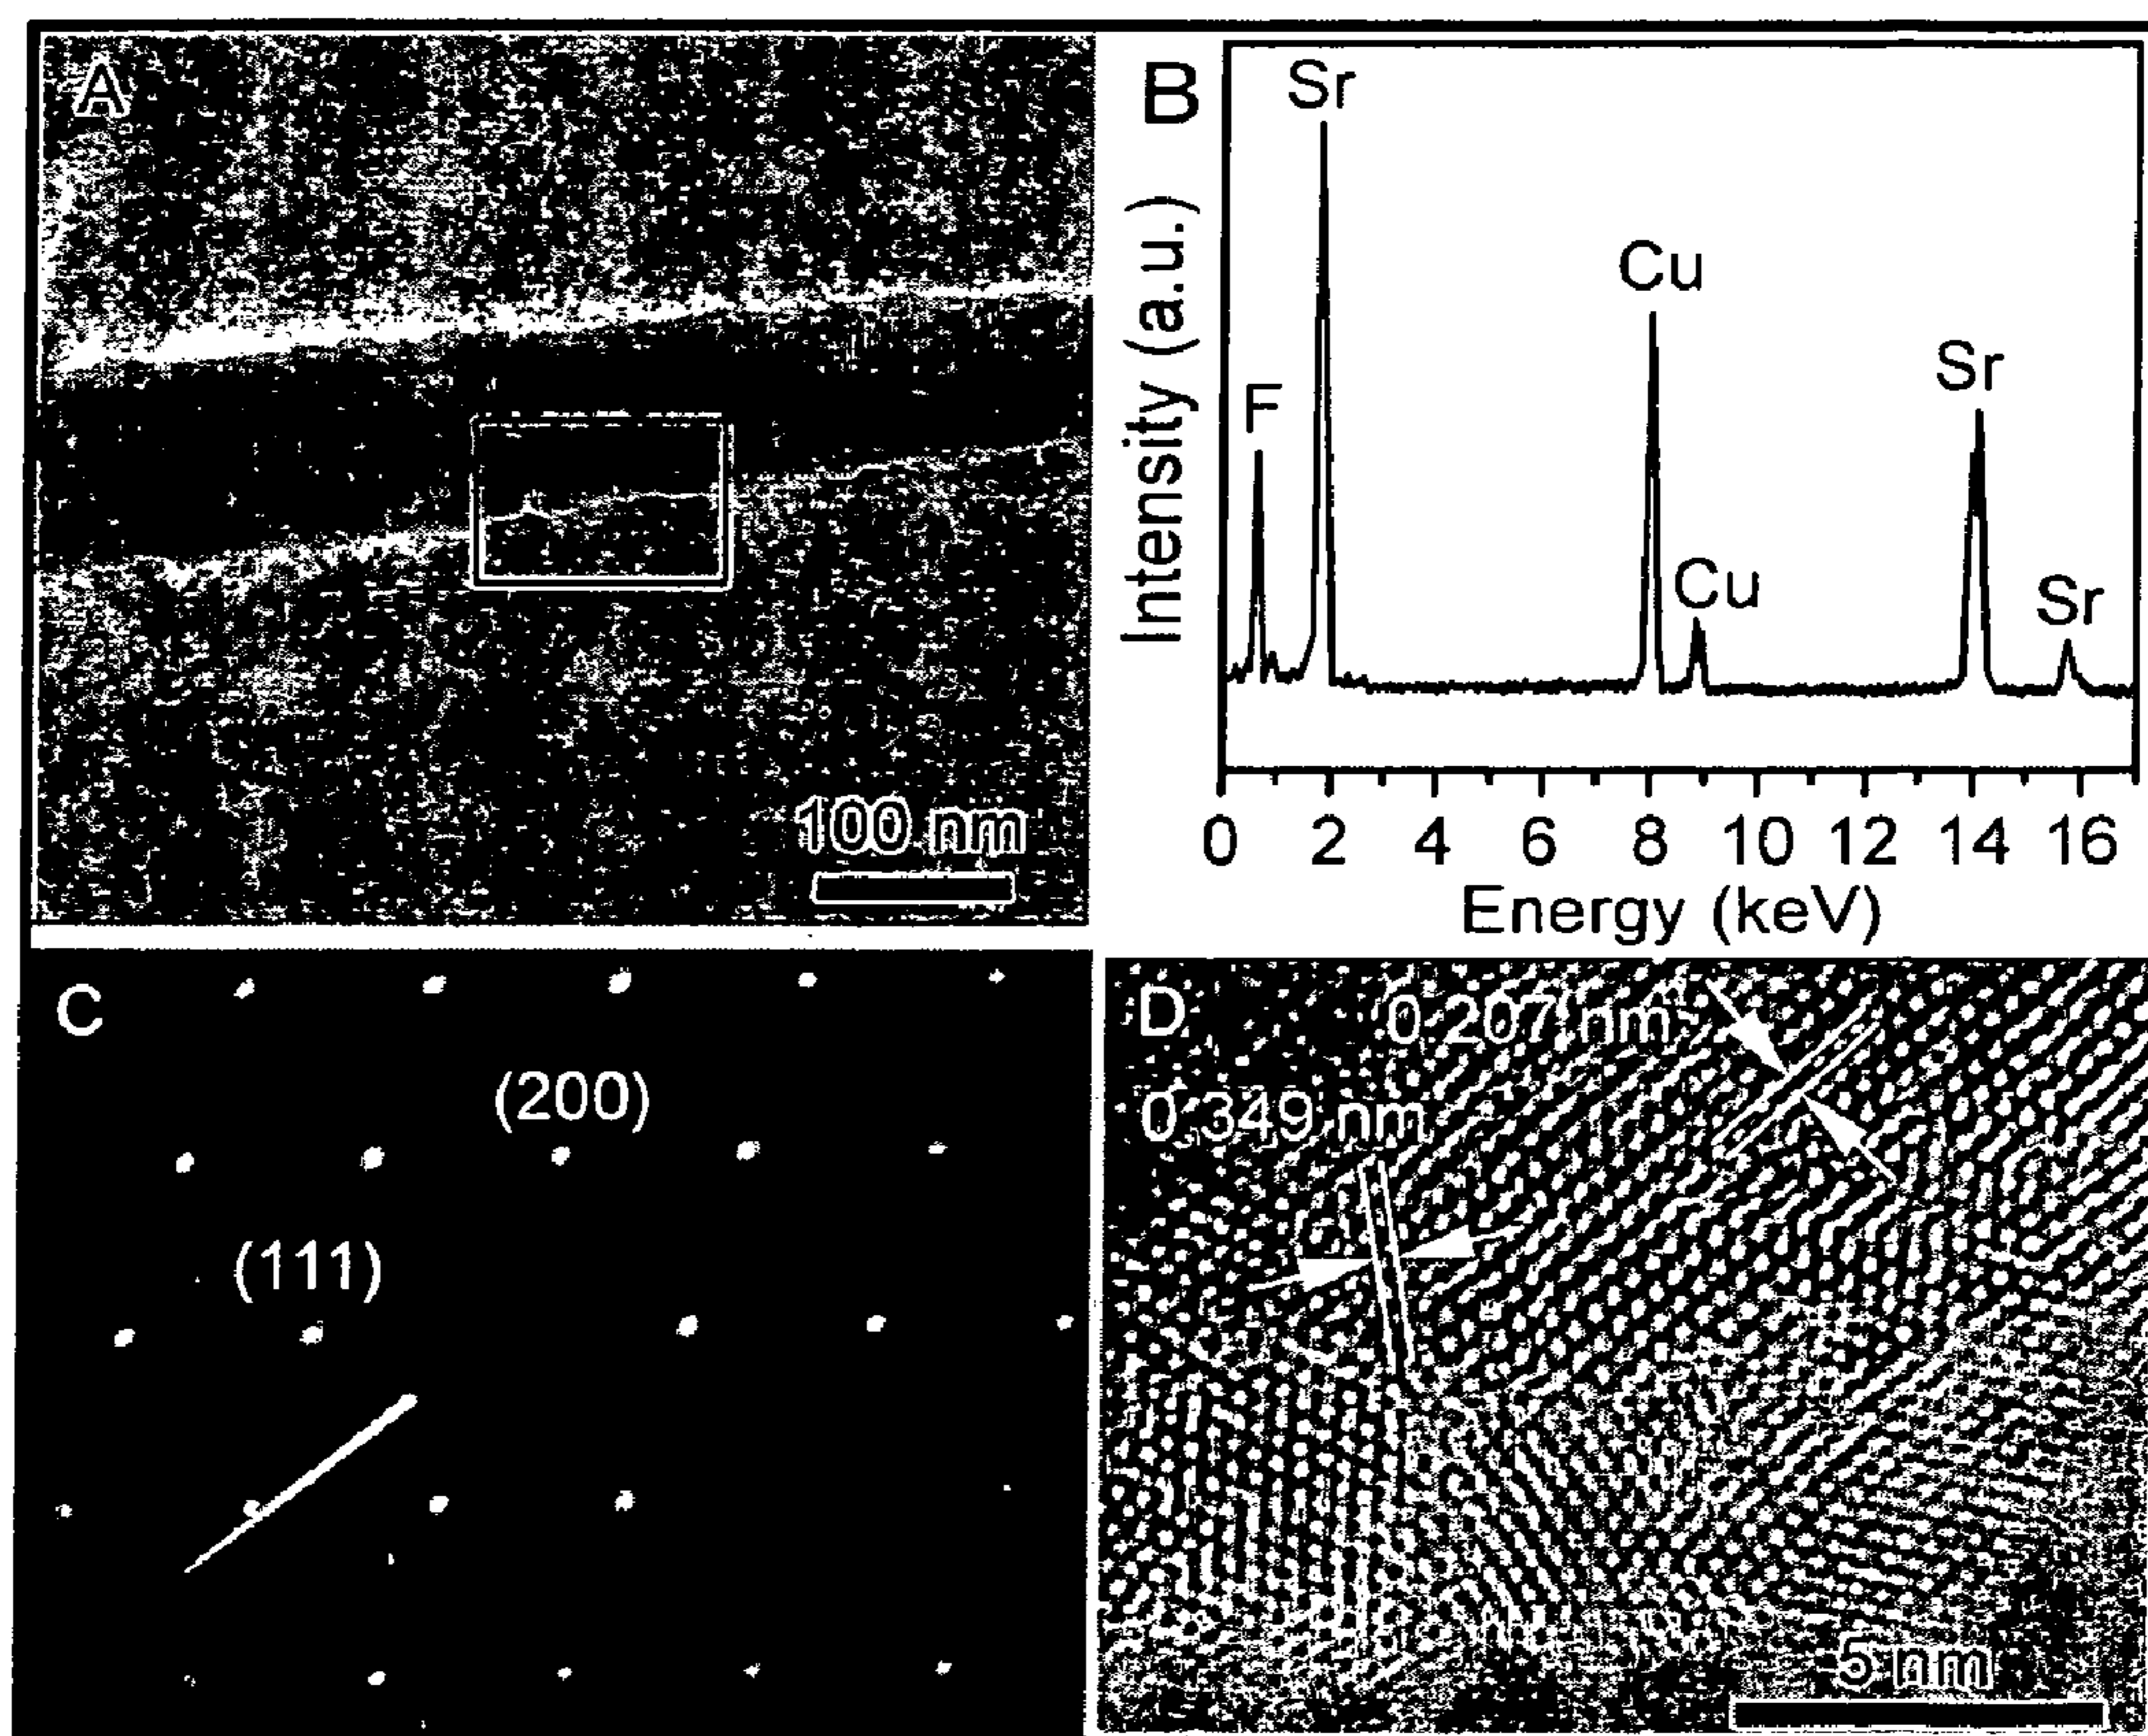 A
100 nm
B
Sr
F
Cu
Cu
Sr
Sr
Intensity (a.u.)
0 2 4 6 8 10 12 14 16
Energy (keV)
C
(200)
(111)
D
0.207 nm
0.349 nm
5 nm